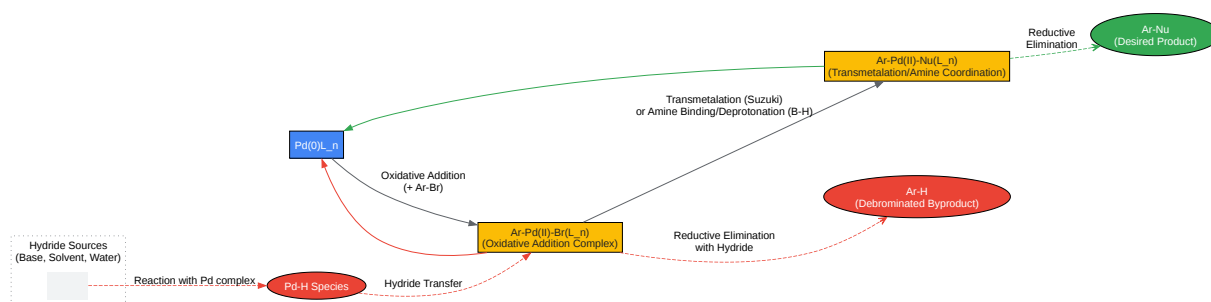 Ar-Nu
(Desired Product)
Reductive
Elimination
Ar-Pd(II)-Nu(L_n)
(Transmetalation/Amine Coordination)
Transmetalation (Suzuki)
or Amine Binding/Deprotonation (B-H)
Pd(0)L_n
Oxidative Addition
(+ Ar-Br)
Ar-H
(Debrominated Byproduct)
Ar-Pd(II)-Br(L_n)
(Oxidative Addition Complex)
Reductive Elimination
with Hydride
Hydride Sources
(Base, Solvent, Water)
Reaction with Pd complex
Pd-H Species
Hydride Transfer